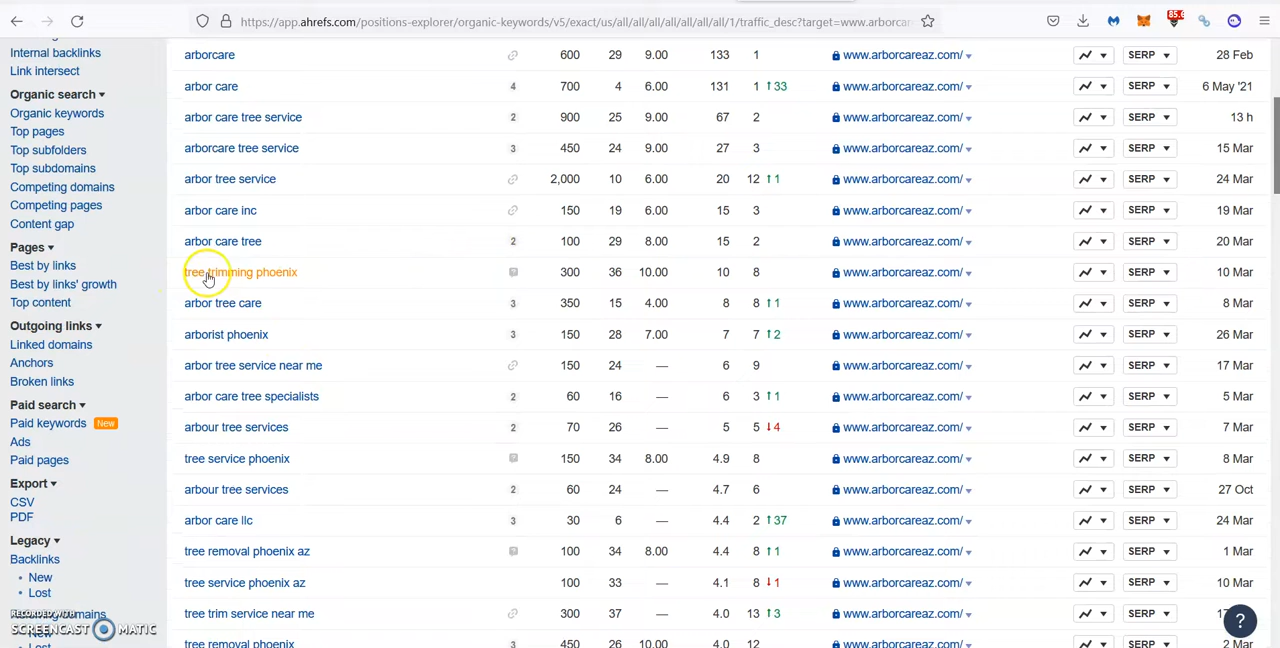 https://app.ahrefs.com/positions-explorer/organic-keywords/v5/exact/us/all/all/all/all/all/all/all/1/traffic_desc?target=www.arborcar
85.6
Internal backlinks
Link intersect
Organic search
Organic keywords
Top pages
Top subfolders
Top subdomains
Competing domains
Competing pages
Content gap
Pages
Best by links
Best by links' growth
Top content
Outgoing links
Linked domains
Anchors
Broken links
Paid search
Paid keywords New
Ads
Paid pages
Export
CSV
PDF
Legacy
Backlinks
New
Lost
domains
RECORDED WITH
SCREENCAST MATIC
Lost
arborcare 600 29 9.00 133 1 www.arborcareaz.com/ SERP 28 Feb
arbor care 4 700 4 6.00 131 1 ↑33 www.arborcareaz.com/ SERP 6 May '21
arbor care tree service 2 900 25 9.00 67 2 www.arborcareaz.com/ SERP 13 h
arborcare tree service 3 450 24 9.00 27 3 www.arborcareaz.com/ SERP 15 Mar
arbor tree service 2,000 10 6.00 20 12 ↑1 www.arborcareaz.com/ SERP 24 Mar
arbor care inc 150 19 6.00 15 3 www.arborcareaz.com/ SERP 19 Mar
arbor care tree 2 100 29 8.00 15 2 www.arborcareaz.com/ SERP 20 Mar
tree trimming phoenix 300 36 10.00 10 8 www.arborcareaz.com/ SERP 10 Mar
arbor tree care 3 350 15 4.00 8 8 ↑1 www.arborcareaz.com/ SERP 8 Mar
arborist phoenix 3 150 28 7.00 7 7 ↑2 www.arborcareaz.com/ SERP 26 Mar
arbor tree service near me 150 24 — 6 9 www.arborcareaz.com/ SERP 17 Mar
arbor care tree specialists 2 60 16 — 6 3 ↑1 www.arborcareaz.com/ SERP 5 Mar
arbour tree services 2 70 26 — 5 5 ↓4 www.arborcareaz.com/ SERP 7 Mar
tree service phoenix 150 34 8.00 4.9 8 www.arborcareaz.com/ SERP 8 Mar
arbour tree services 2 60 24 — 4.7 6 www.arborcareaz.com/ SERP 27 Oct
arbor care llc 3 30 6 — 4.4 2 ↑37 www.arborcareaz.com/ SERP 24 Mar
tree removal phoenix az 100 34 8.00 4.4 8 ↑1 www.arborcareaz.com/ SERP 1 Mar
tree service phoenix az 100 33 — 4.1 8 ↓1 www.arborcareaz.com/ SERP 10 Mar
tree trim service near me 300 37 — 4.0 13 ↑3 www.arborcareaz.com/ SERP
tree removal phoenix 3 450 26 10.00 4.0 12 www.arborcareaz.com/ SERP 2 Mar
?